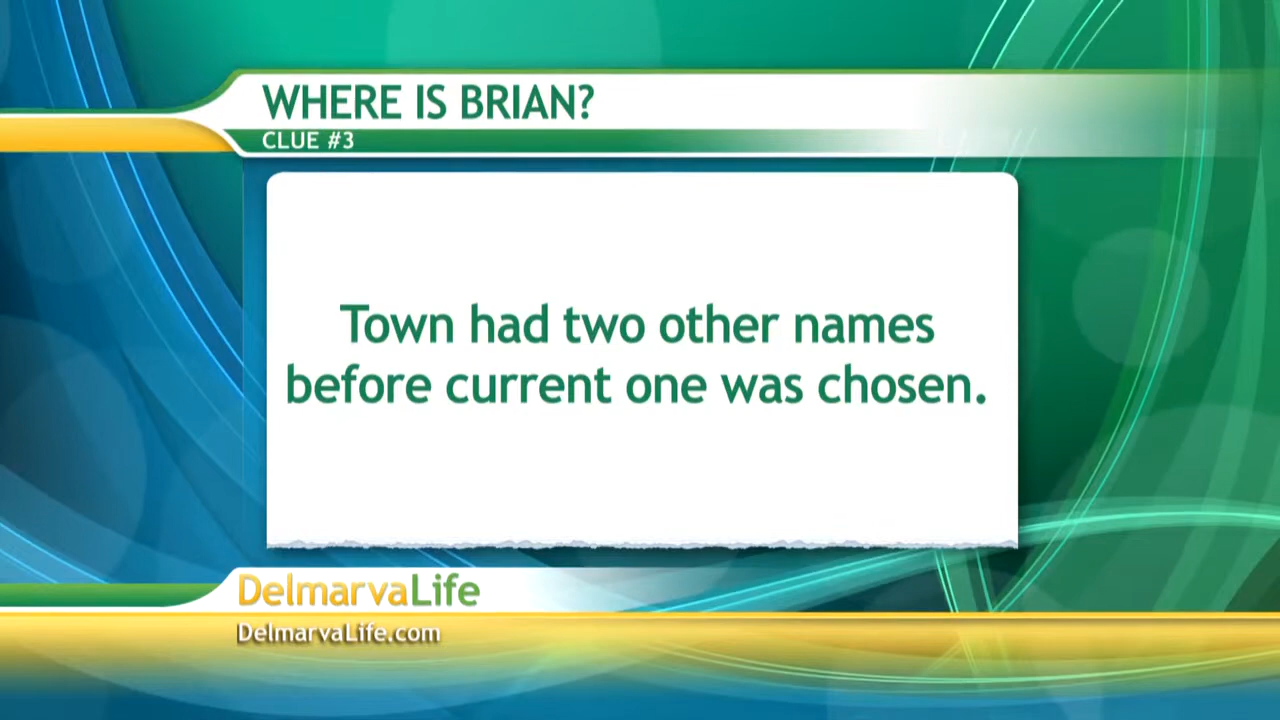 WHERE IS BRIAN?
CLUE #3
Town had two other names
before current one was chosen.
DelmarvaLife
DelmarvaLife.com